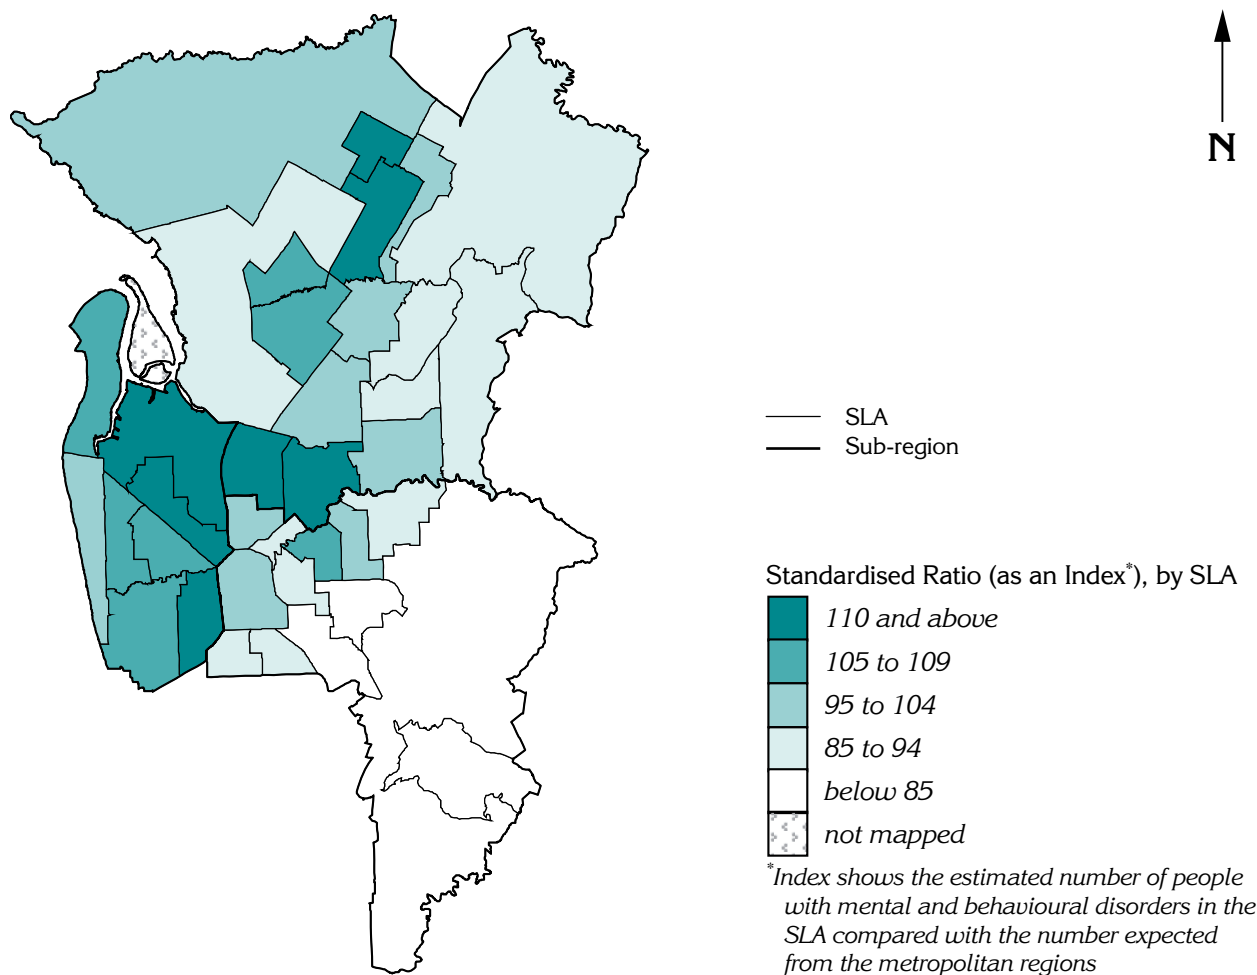 N
SLA
Sub-region
Standardised Ratio (as an Index*), by SLA
110 and above
105 to 109
95 to 104
85 to 94
below 85
not mapped
*Index shows the estimated number of people
with mental and behavioural disorders in the
SLA compared with the number expected
from the metropolitan regions